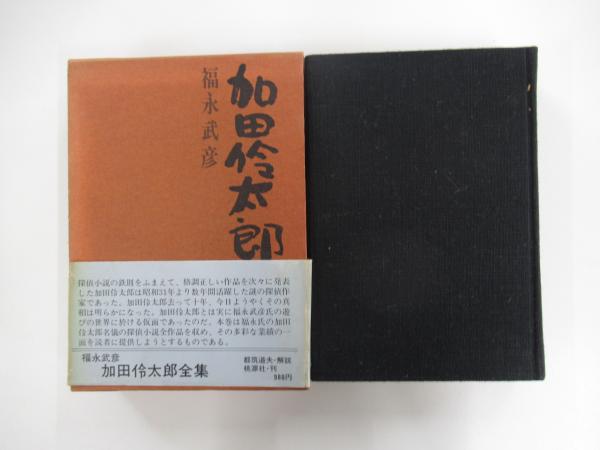 加田伶太郎
福永武彦
探偵小説の鉄則をふまえて、格調正しい作品を次々に発表
した加田伶太郎は昭和31年より数年間活躍した謎の探偵作
家であった。加田伶太郎去って十年、今日ようやくその真
相は明らかになった。加田伶太郎とは実に福永武彦氏の遊
びの世界に於ける仮面であったのだ。本巻は福永氏の加田
伶太郎名儀の探偵小説全作品を収め、その多彩な業績の一
面を読者に提供しようとするものである。
福永武彦
加田伶太郎全集
都筑道夫・解説
桃源社・刊
980円